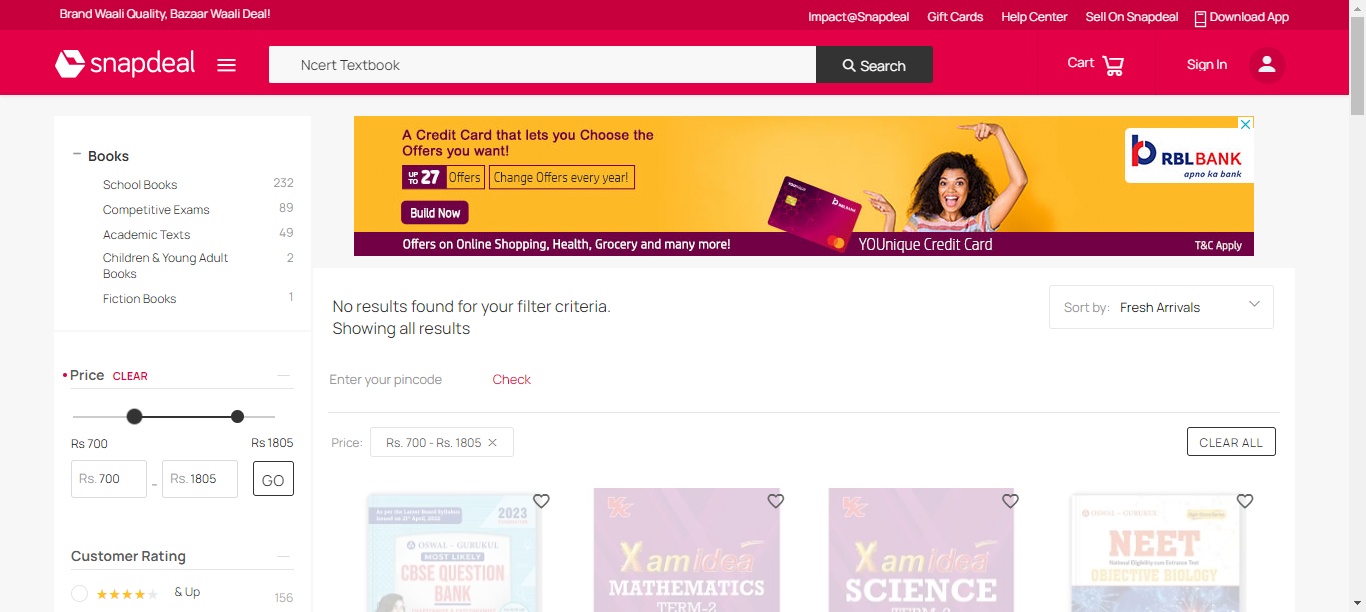 Brand Waali Quality, Bazaar Waali Deal!
Impact@Snapdeal Gift Cards Help Center Sell On Snapdeal Download App
snapdeal
Ncert Textbook
Search
Cart
Sign In
Books
School Books 232
Competitive Exams 89
Academic Texts 49
Children & Young Adult 2
Books
Fiction Books 1
Price CLEAR
Rs 700 Rs 1805
Rs. 700 - Rs. 1805 GO
Customer Rating
& Up 156
A Credit Card that lets you Choose the
Offers you want!
UP TO 27 Offers Change Offers every year!
Build Now
Offers on Online Shopping, Health, Grocery and many more!
YOUnique Credit Card
T&C Apply
RBLBANK
apno ka bank
No results found for your filter criteria.
Showing all results
Sort by: Fresh Arrivals
Enter your pincode Check
Price: Rs. 700 - Rs. 1805
CLEAR ALL
2023
OSWAL - GURUKUL
MOST LIKELY
CBSE QUESTION
BANK
Xamidea
MATHEMATICS
TERM-2
Xamidea
SCIENCE
TERM-2
OSWAL - GURUKUL
NEET
OBJECTIVE BIOLOGY